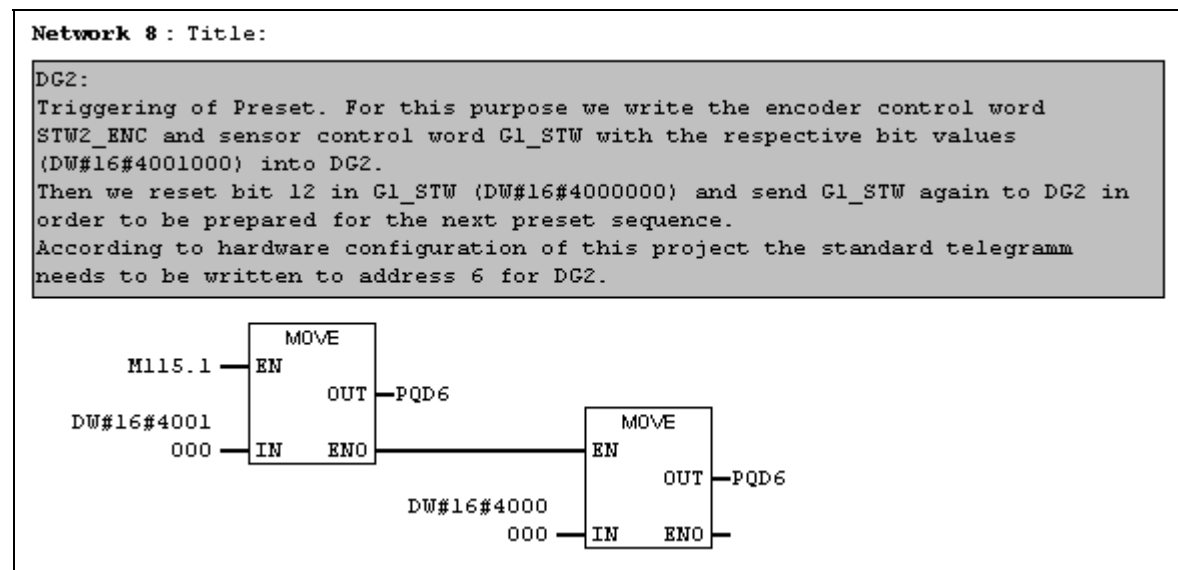 Network 8 : Title:
DG2:
Triggering of Preset. For this purpose we write the encoder control word
STW2_ENC and sensor control word G1_STW with the respective bit values
(DW#16#4001000) into DG2.
Then we reset bit 12 in G1_STW (DW#16#4000000) and send G1_STW again to DG2 in
order to be prepared for the next preset sequence.
According to hardware configuration of this project the standard telegramm
needs to be written to address 6 for DG2.
MOVE
M115.1 EN
OUT PQD6
DW#16#4001
000 IN ENO
MOVE
EN
OUT PQD6
DW#16#4000
000 IN ENO